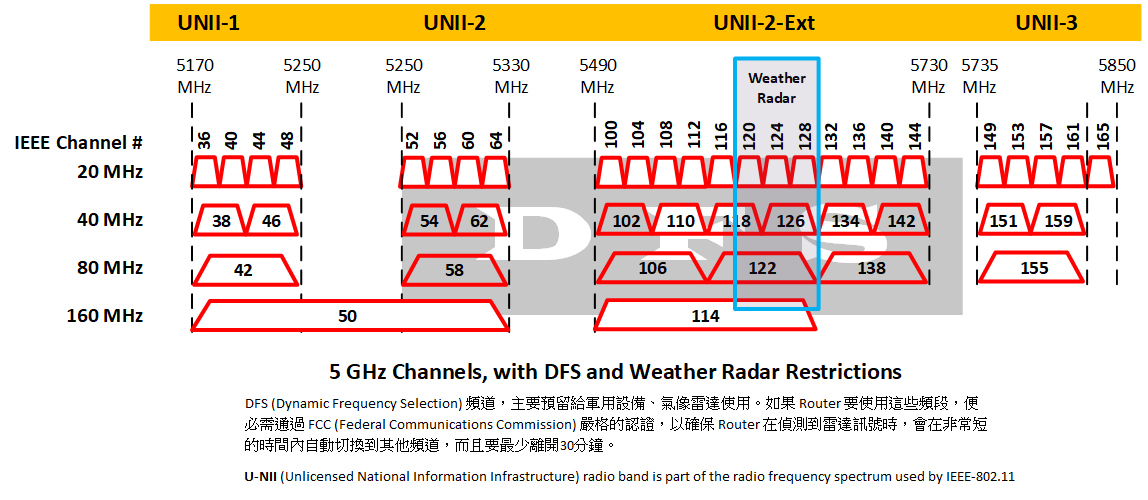 UNII-1 UNII-2 UNII-2-Ext UNII-3
5170 MHz 5250 MHz 5250 MHz 5330 MHz 5490 MHz Weather Radar 5730 MHz 5735 MHz 5850 MHz
IEEE Channel # 36 40 44 48 52 56 60 64 100 104 108 112 116 120 124 128 132 136 140 144 149 153 157 161 165
20 MHz
40 MHz 38 46 54 62 102 110 118 126 134 142 151 159
DFS
80 MHz 42 58 106 122 138 155
160 MHz 50 114
5 GHz Channels, with DFS and Weather Radar Restrictions
DFS (Dynamic Frequency Selection) 頻道，主要預留給軍用設備、氣像雷達使用。如果 Router 要使用這些頻段，便
必需通過 FCC (Federal Communications Commission) 嚴格的認證，以確保 Router 在偵測到雷達訊號時，會在非常短
的時間內自動切換到其他頻道，而且要最少離開30分鐘。
U-NII (Unlicensed National Information Infrastructure) radio band is part of the radio frequency spectrum used by IEEE-802.11